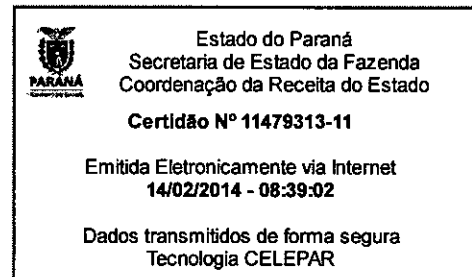 Estado do Paraná
Secretaria de Estado da Fazenda
PARANÁ
Coordenação da Receita do Estado
Certidão Nº 11479313-11
Emitida Eletronicamente via Internet
14/02/2014 - 08:39:02
Dados transmitidos de forma segura
Tecnologia CELEPAR